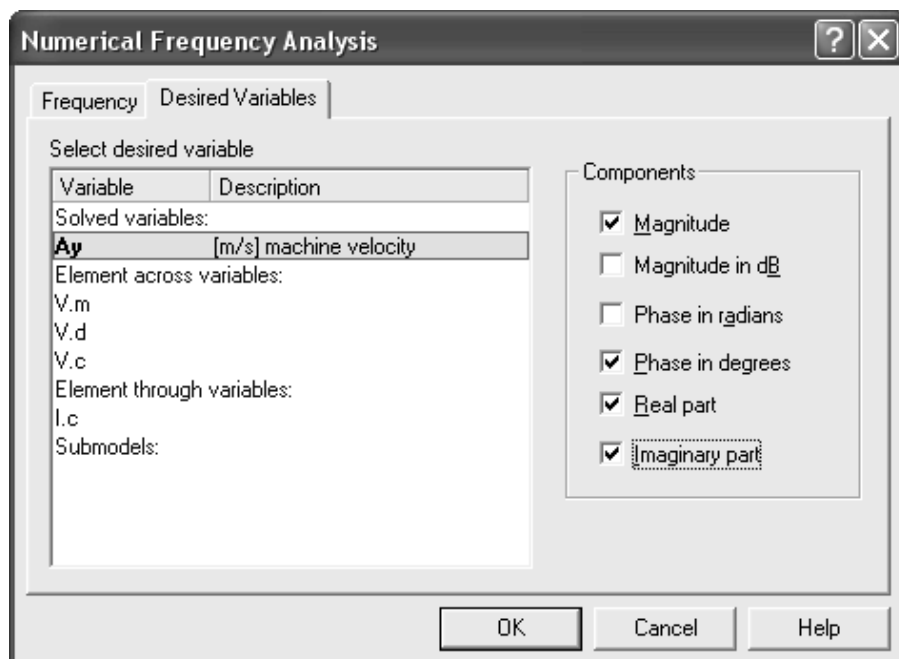 Numerical Frequency Analysis
Frequency Desired Variables
Select desired variable
Variable Description
Solved variables:
Ay [m/s] machine velocity
Element across variables:
V.m
V.d
V.c
Element through variables:
I.c
Submodels:
Components
Magnitude
Magnitude in dB
Phase in radians
Phase in degrees
Real part
Imaginary part
OK Cancel Help